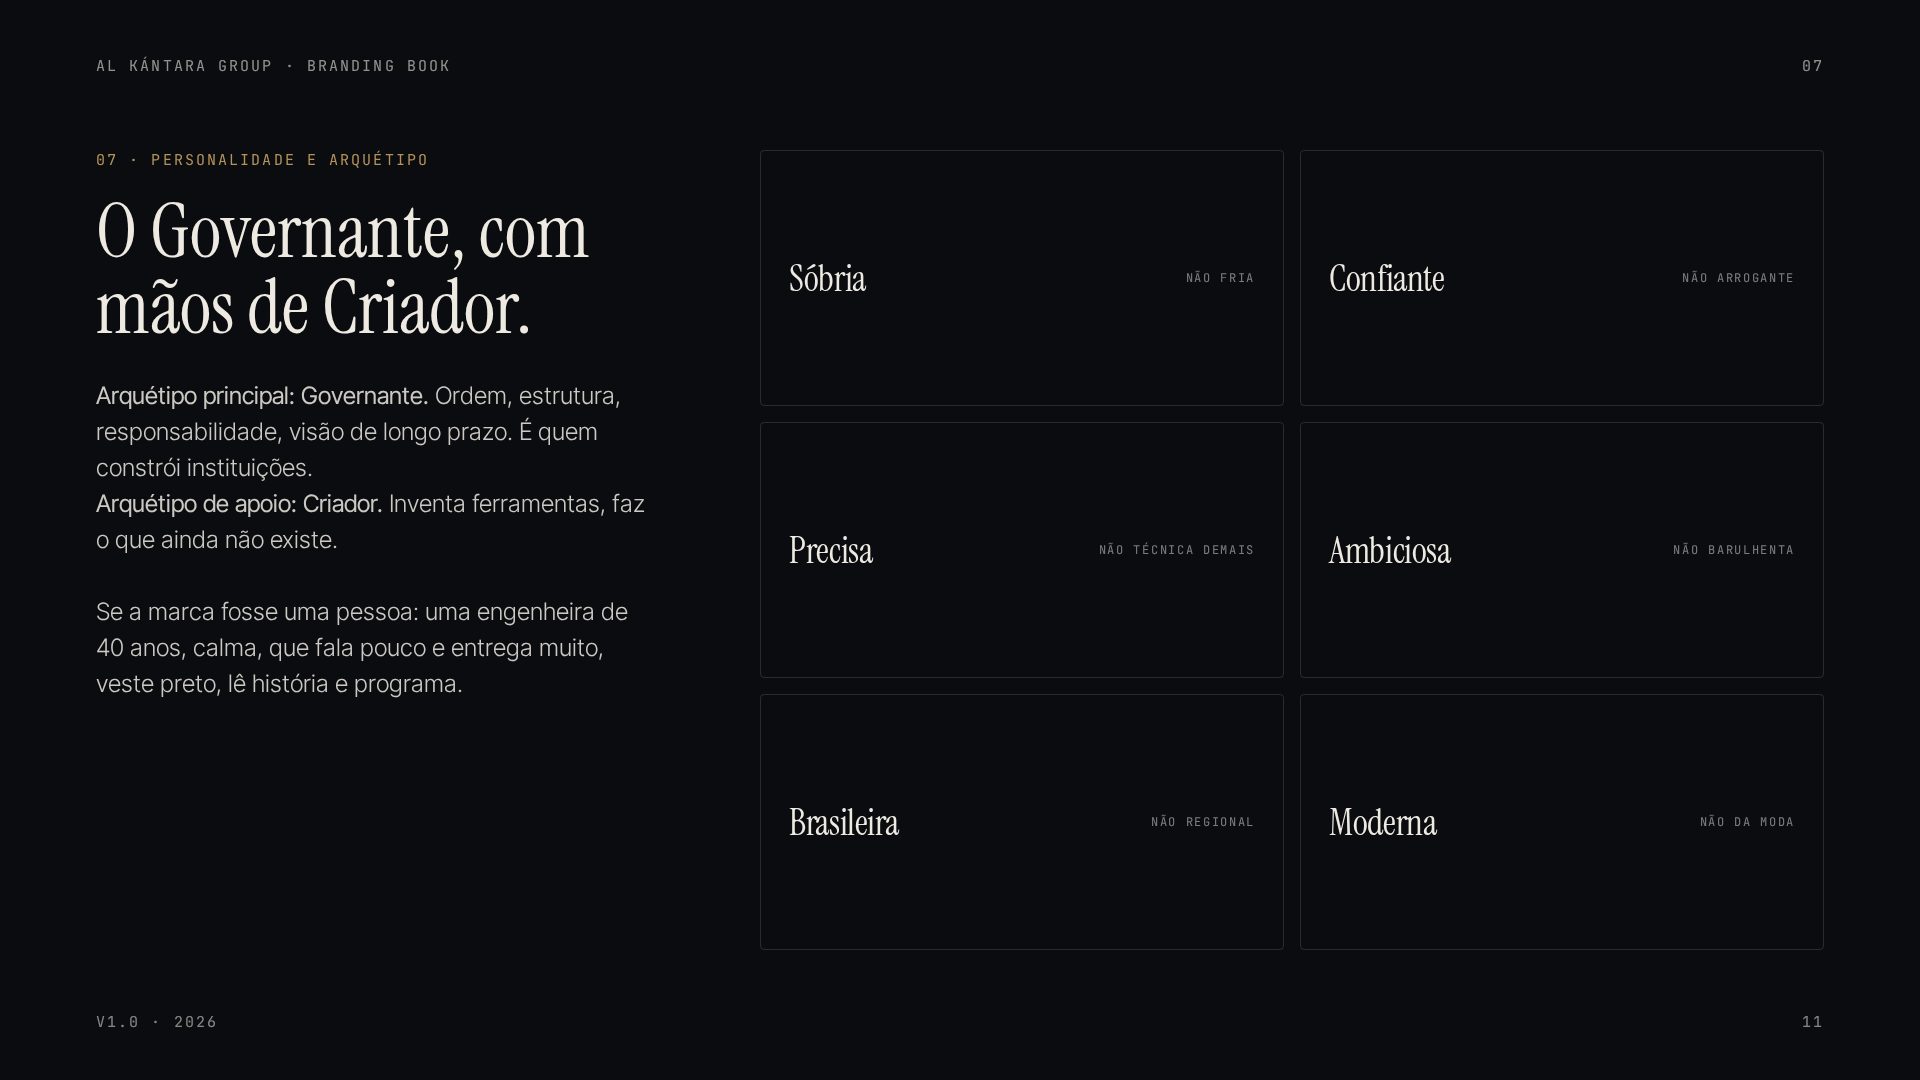 AL KÁNTARA GROUP · BRANDING BOOK
07
07 · PERSONALIDADE E ARQUÉTIPO
O Governante, com
mãos de Criador.
Arquétipo principal: Governante. Ordem, estrutura,
responsabilidade, visão de longo prazo. É quem
constrói instituições.
Arquétipo de apoio: Criador. Inventa ferramentas, faz
o que ainda não existe.
Se a marca fosse uma pessoa: uma engenheira de
40 anos, calma, que fala pouco e entrega muito,
veste preto, lê história e programa.
Sóbria
NÃO FRIA
Confiante
NÃO ARROGANTE
Precisa
NÃO TÉCNICA DEMAIS
Ambiciosa
NÃO BARULHENTA
Brasileira
NÃO REGIONAL
Moderna
NÃO DA MODA
V1.0 · 2026
11